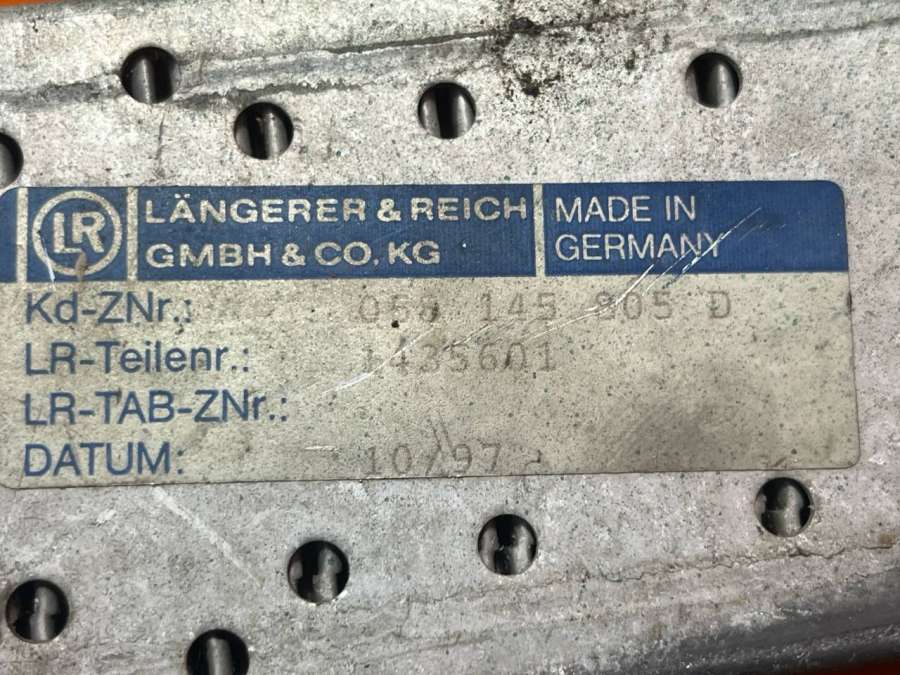 LR LÄNGERER & REICH MADE IN
GMBH & CO. KG GERMANY
Kd-ZNr.: 058 145 805 D
LR-Teilenr.: 1435601
LR-TAB-ZNr.:
DATUM: 10/97